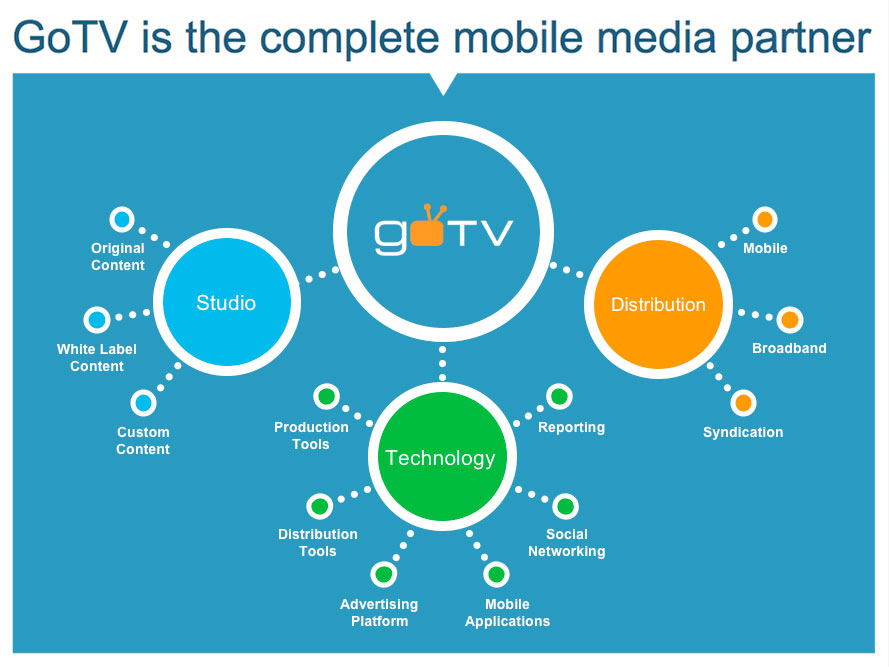 GoTV is the complete mobile media partner
goTV
Studio
Original
Content
White Label
Content
Custom
Content
Distribution
Mobile
Broadband
Syndication
Technology
Production
Tools
Distribution
Tools
Advertising
Platform
Mobile
Applications
Social
Networking
Reporting